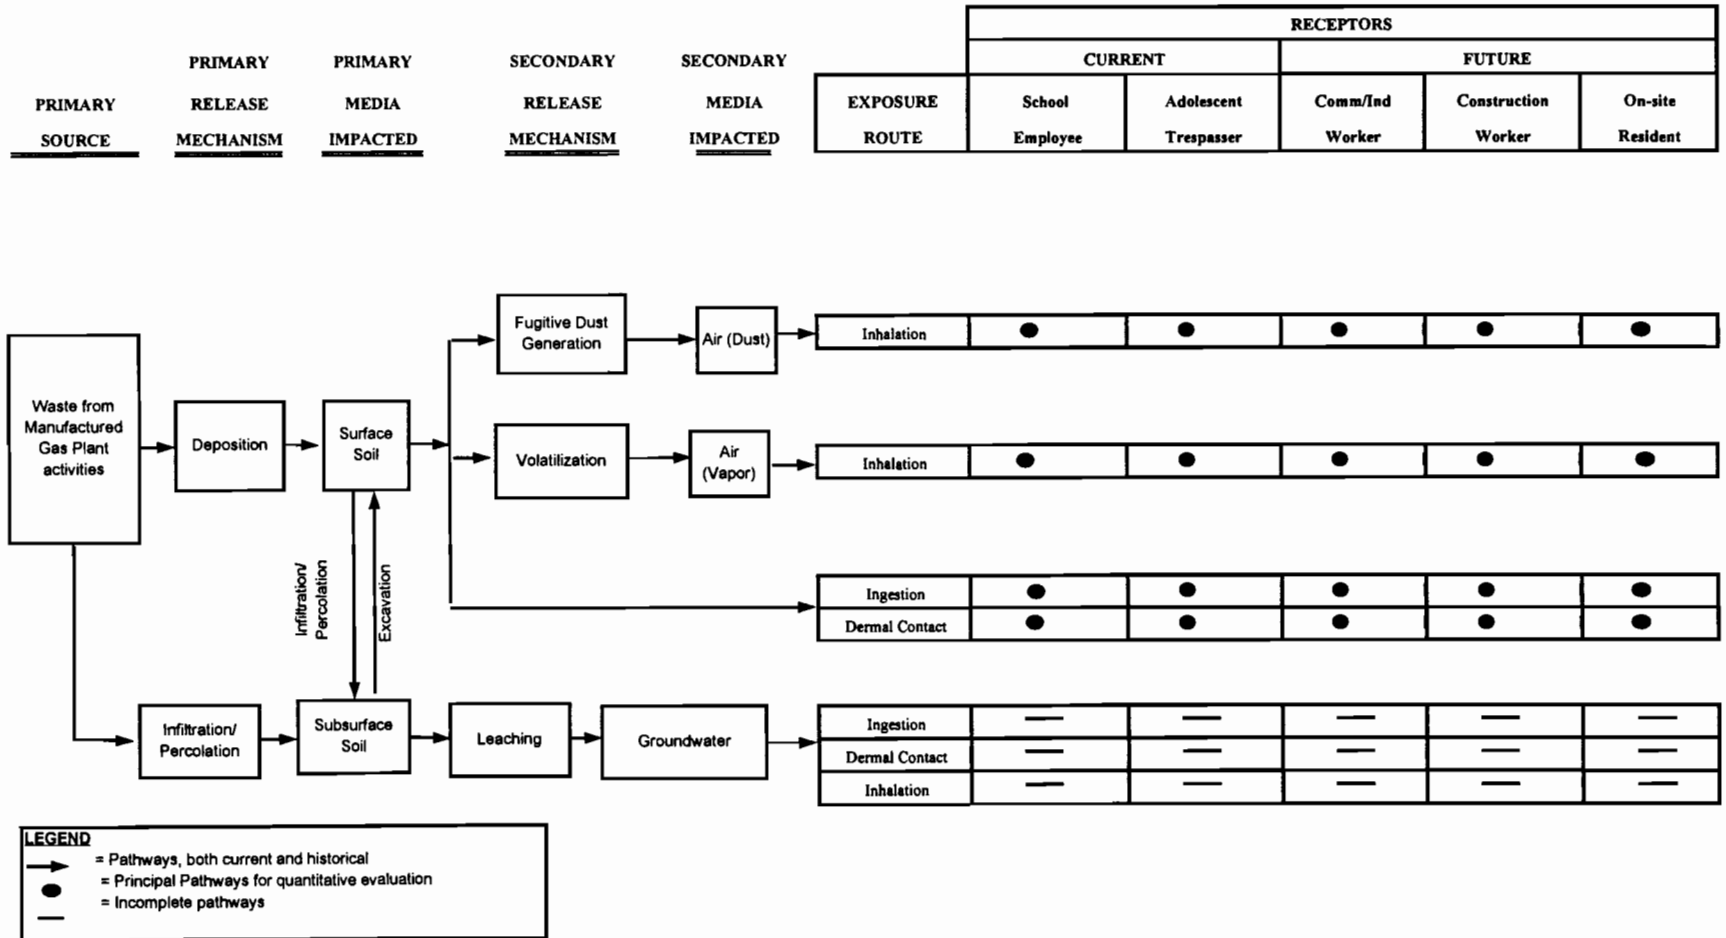 RECEPTORS
CURRENT
FUTURE
PRIMARY
SOURCE
PRIMARY
RELEASE
MECHANISM
PRIMARY
MEDIA
IMPACTED
SECONDARY
RELEASE
MECHANISM
SECONDARY
MEDIA
IMPACTED
EXPOSURE
ROUTE
School
Employee
Adolescent
Trespasser
Comm/Ind
Worker
Construction
Worker
On-site
Resident
Waste from
Manufactured
Gas Plant
activities
Deposition
Surface
Soil
Fugitive Dust
Generation
Air (Dust)
Inhalation
Volatilization
Air
(Vapor)
Inhalation
Infiltration/
Percolation
Excavation
Ingestion
Dermal Contact
Infiltration/
Percolation
Subsurface
Soil
Leaching
Groundwater
Ingestion
Dermal Contact
Inhalation
LEGEND
= Pathways, both current and historical
= Principal Pathways for quantitative evaluation
= Incomplete pathways